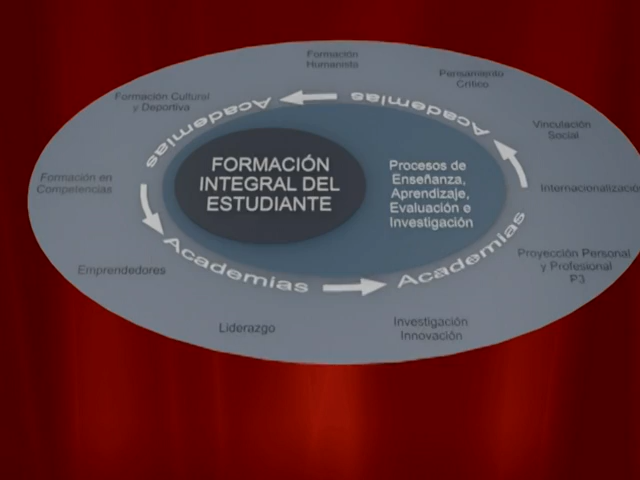 Formación
Humanista
Pensamiento
Crítico
Formación Cultural
y Deportiva
Academias
Academias
Vinculación
Social
FORMACIÓN
INTEGRAL DEL
ESTUDIANTE
Procesos de
Enseñanza,
Aprendizaje,
Evaluación e
Investigación
Formación en
Competencias
Internacionalización
Academias
Academias
Proyección Personal
y Profesional
P3
Emprendedores
Liderazgo
Investigación
Innovación